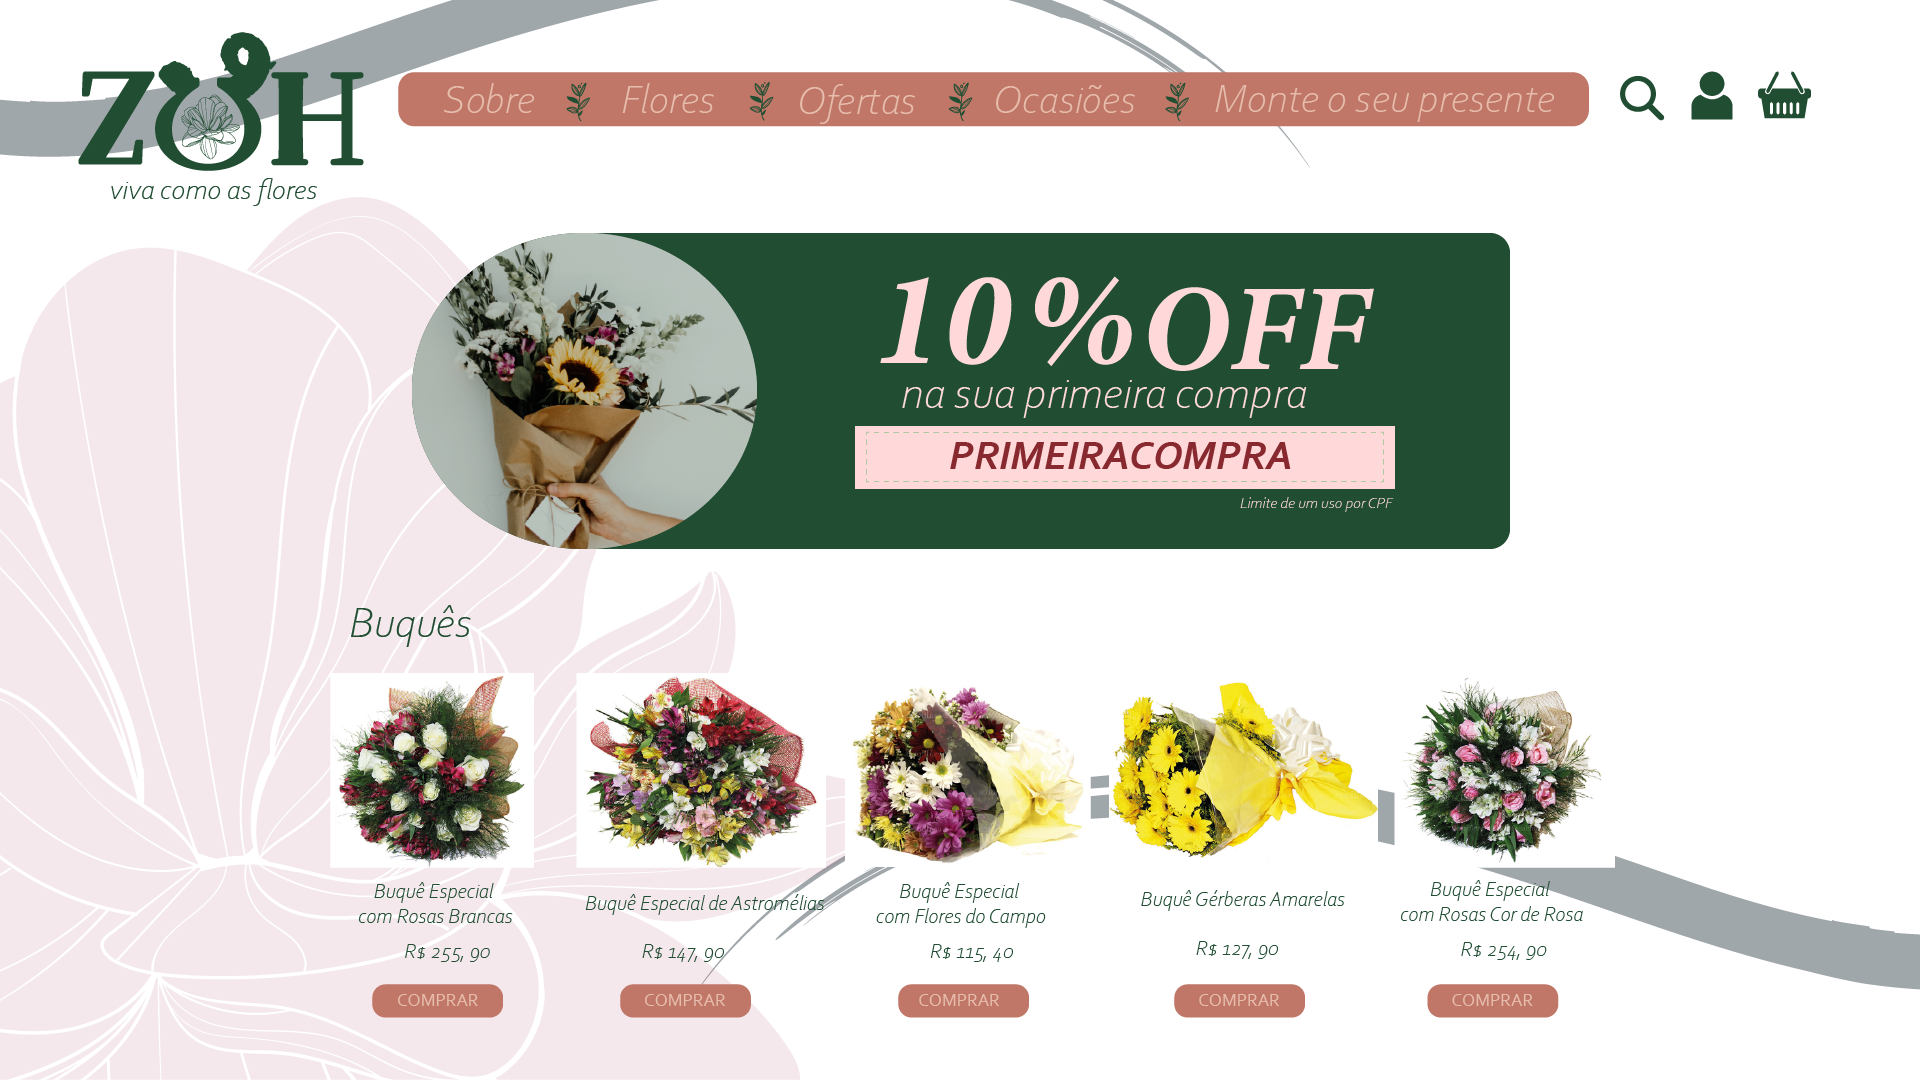 ZOH
viva como as flores
Sobre Flores Ofertas Ocasiões Monte o seu presente
10%OFF
na sua primeira compra
PRIMEIRACOMPRA
Limite de um uso por CPF
Buquês
Buquê Especial
com Rosas Brancas
R$ 255, 90
COMPRAR
Buquê Especial de Astromélias
R$ 147, 90
COMPRAR
Buquê Especial
com Flores do Campo
R$ 115, 40
COMPRAR
Buquê Gérberas Amarelas
R$ 127, 90
COMPRAR
Buquê Especial
com Rosas Cor de Rosa
R$ 254, 90
COMPRAR